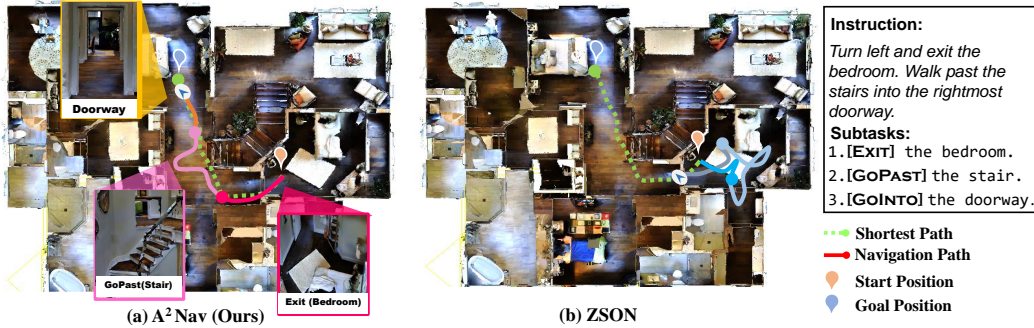 Doorway
GoPast(Stair)
Exit (Bedroom)
(a) A² Nav (Ours)
(b) ZSON
Instruction:
Turn left and exit the
bedroom. Walk past the
stairs into the rightmost
doorway.
Subtasks:
1.[EXIT] the bedroom.
2.[GOPAST] the stair.
3.[GOINTO] the doorway.
Shortest Path
Navigation Path
Start Position
Goal Position